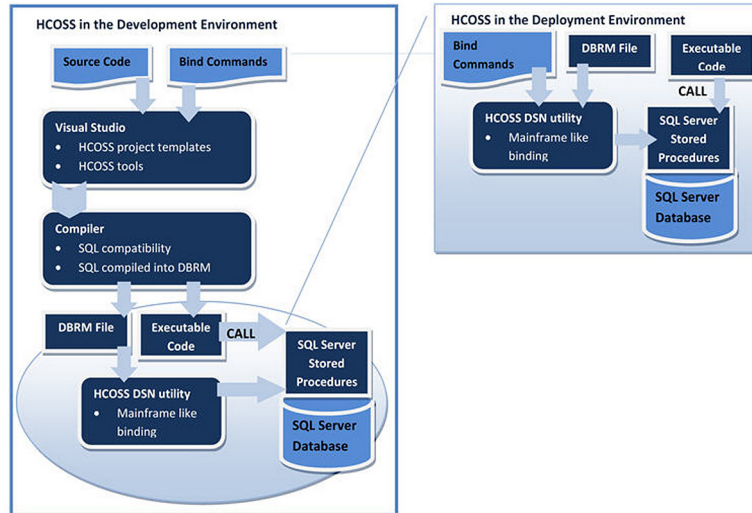 HCOSS in the Development Environment
Source Code
Bind Commands
Visual Studio
• HCOSS project templates
• HCOSS tools
Compiler
• SQL compatibility
• SQL compiled into DBRM
DBRM File
Executable
Code
CALL
SQL Server
Stored
Procedures
HCOSS DSN utility
• Mainframe like
binding
SQL Server
Database
HCOSS in the Deployment Environment
Bind
Commands
DBRM File
Executable
Code
CALL
HCOSS DSN utility
• Mainframe like
binding
SQL Server
Stored
Procedures
SQL Server
Database